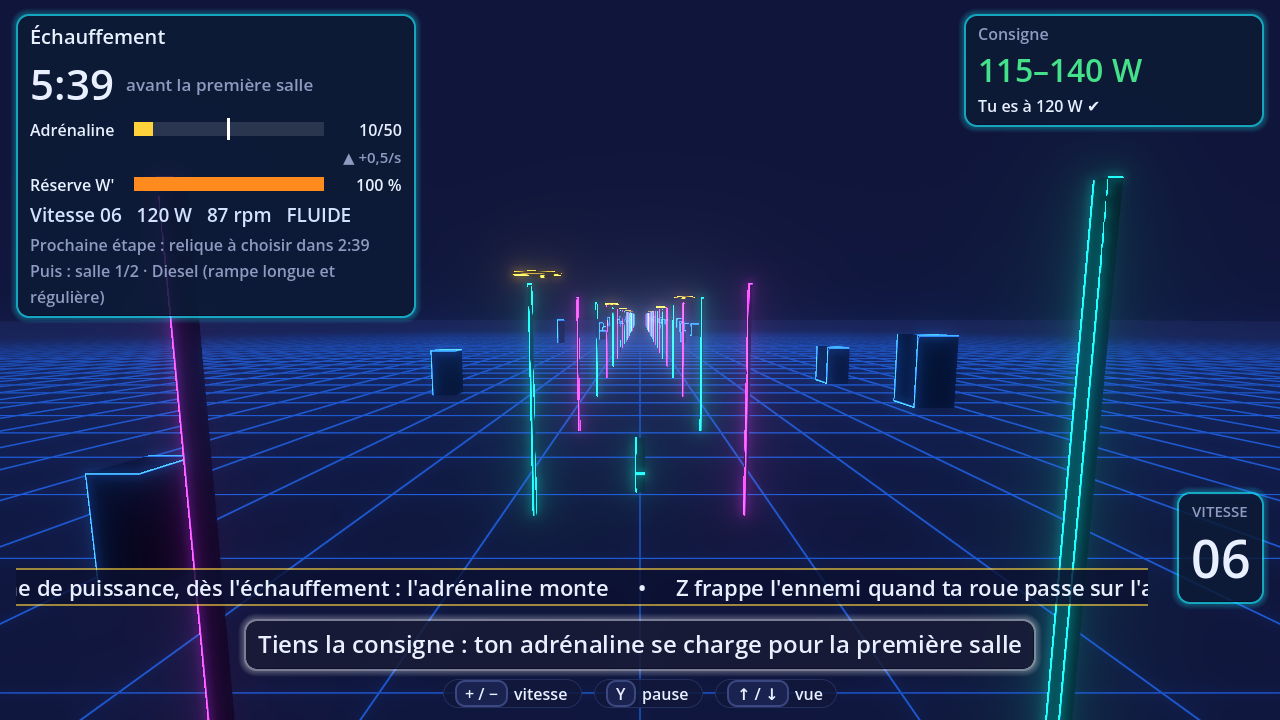 Échauffement
5:39 avant la première salle
Adrénaline 10/50
▲ +0,5/s
Réserve W' 100 %
Vitesse 06 120 W 87 rpm FLUIDE
Prochaine étape : relique à choisir dans 2:39
Puis : salle 1/2 · Diesel (rampe longue et
régulière)
Consigne
115–140 W
Tu es à 120 W ✔
VITESSE
06
e de puissance, dès l'échauffement : l'adrénaline monte • Z frappe l'ennemi quand ta roue passe sur l'a
Tiens la consigne : ton adrénaline se charge pour la première salle
+ / − vitesse Y pause ↑ / ↓ vue